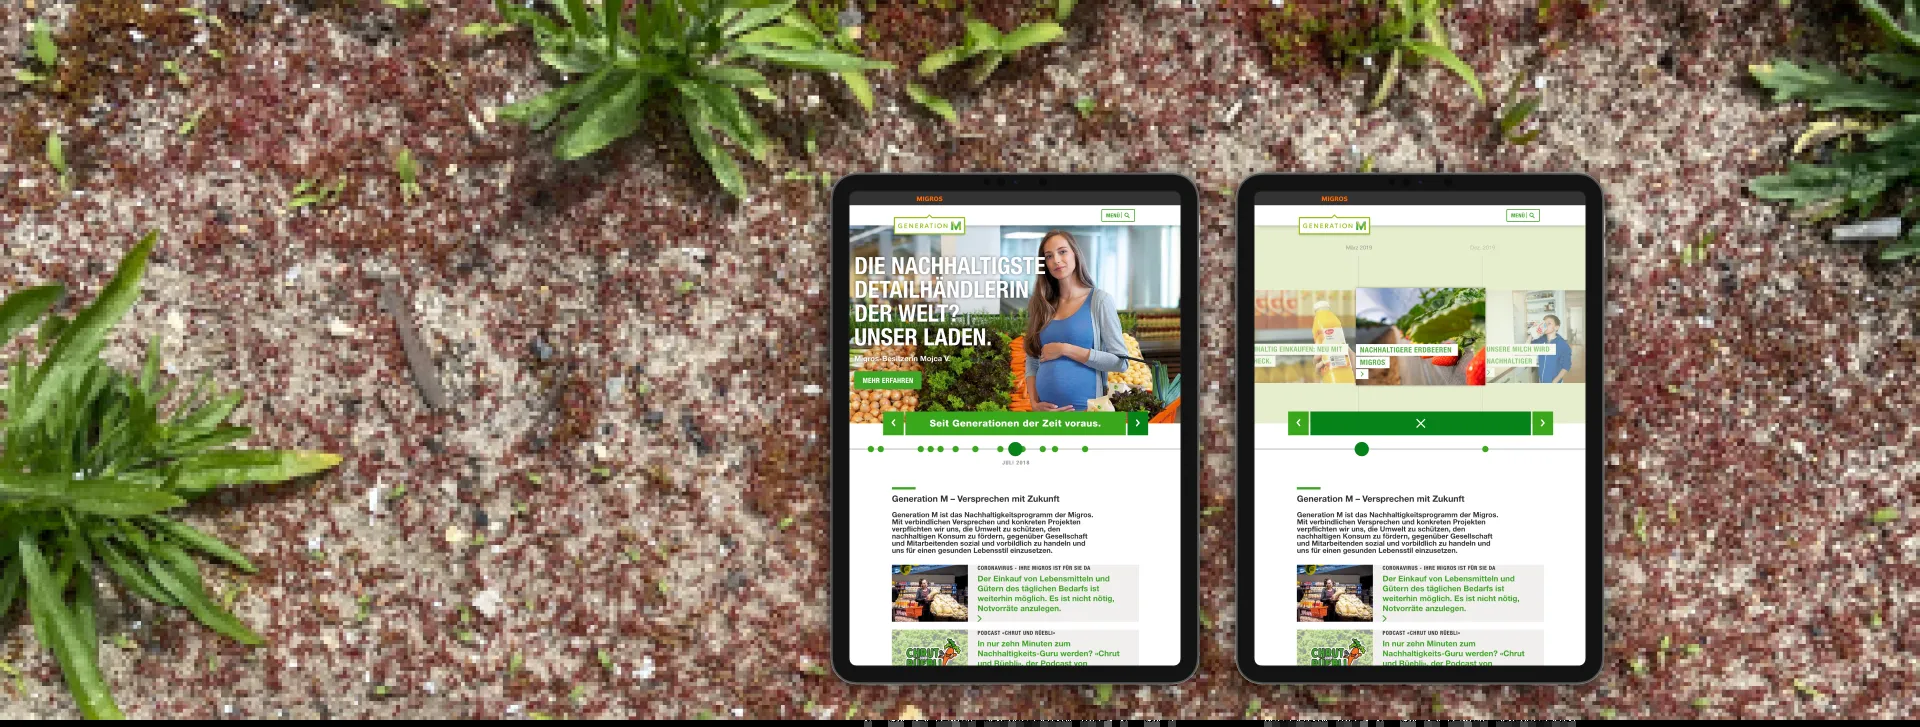 MIGROS
GENERATION M
MENÜ
DIE NACHHALTIGSTE
DETAILHÄNDLERIN
DER WELT?
UNSER LADEN.
Migros-Besitzerin Mojca V.
MEHR ERFAHREN
Seit Generationen der Zeit voraus.
JULI 2018
Generation M – Versprechen mit Zukunft
Generation M ist das Nachhaltigkeitsprogramm der Migros.
Mit verbindlichen Versprechen und konkreten Projekten
verpflichten wir uns, die Umwelt zu schützen, den
nachhaltigen Konsum zu fördern, gegenüber Gesellschaft
und Mitarbeitenden sozial und vorbildlich zu handeln und
uns für einen gesunden Lebensstil einzusetzen.
CORONAVIRUS - IHRE MIGROS IST FÜR SIE DA
Der Einkauf von Lebensmitteln und
Gütern des täglichen Bedarfs ist
weiterhin möglich. Es ist nicht nötig,
Notvorräte anzulegen.
PODCAST «CHRUT UND RÜEBLI»
In nur zehn Minuten zum
Nachhaltigkeits-Guru werden? «Chrut
und Rüebli», der Podcast von
CHRUT
RÜEBLI
MIGROS
GENERATION M
MENÜ
März 2019
Dez. 2019
EINKAUFEN: NEU MIT
NACHHALTIGERE ERDBEEREN
MIGROS
UNSERE MILCH WIRD
NACHHALTIGER
Generation M – Versprechen mit Zukunft
Generation M ist das Nachhaltigkeitsprogramm der Migros.
Mit verbindlichen Versprechen und konkreten Projekten
verpflichten wir uns, die Umwelt zu schützen, den
nachhaltigen Konsum zu fördern, gegenüber Gesellschaft
und Mitarbeitenden sozial und vorbildlich zu handeln und
uns für einen gesunden Lebensstil einzusetzen.
CORONAVIRUS - IHRE MIGROS IST FÜR SIE DA
Der Einkauf von Lebensmitteln und
Gütern des täglichen Bedarfs ist
weiterhin möglich. Es ist nicht nötig,
Notvorräte anzulegen.
PODCAST «CHRUT UND RÜEBLI»
In nur zehn Minuten zum
Nachhaltigkeits-Guru werden? «Chrut
und Rüebli», der Podcast von
CHRUT
RÜEBLI